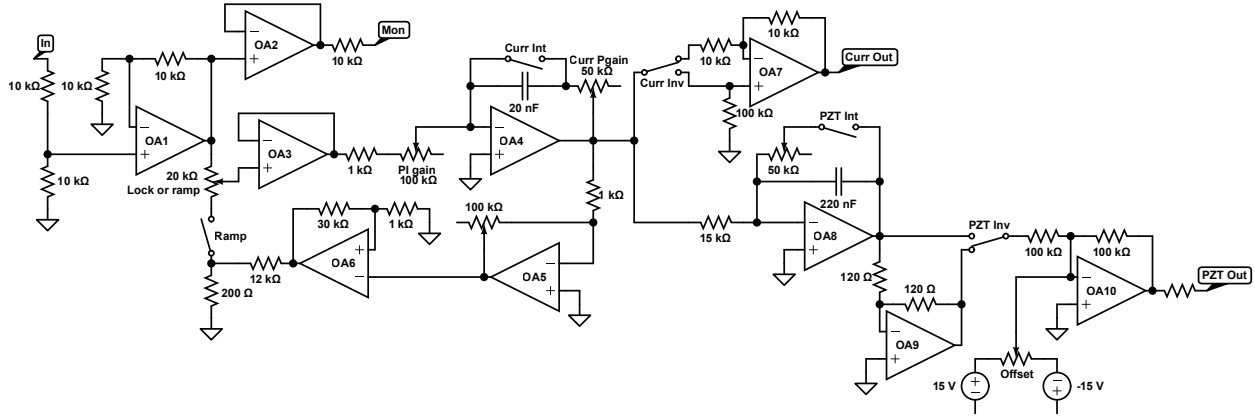 In
10 kΩ
10 kΩ
10 kΩ
10 kΩ
OA1
−
+
OA2
−
+
10 kΩ
Mon
20 kΩ
Lock or ramp
Ramp
200 Ω
OA3
−
+
1 kΩ
PI gain
100 kΩ
Curr Int
20 nF
Curr Pgain
50 kΩ
OA4
−
+
1 kΩ
100 kΩ
OA5
−
+
30 kΩ
1 kΩ
OA6
+
−
12 kΩ
Curr Inv
10 kΩ
10 kΩ
OA7
−
+
100 kΩ
Curr Out
PZT Int
50 kΩ
220 nF
15 kΩ
OA8
−
+
120 Ω
120 Ω
OA9
−
+
PZT Inv
100 kΩ
100 kΩ
OA10
−
+
PZT Out
Offset
15 V
+
−
-15 V
−
+